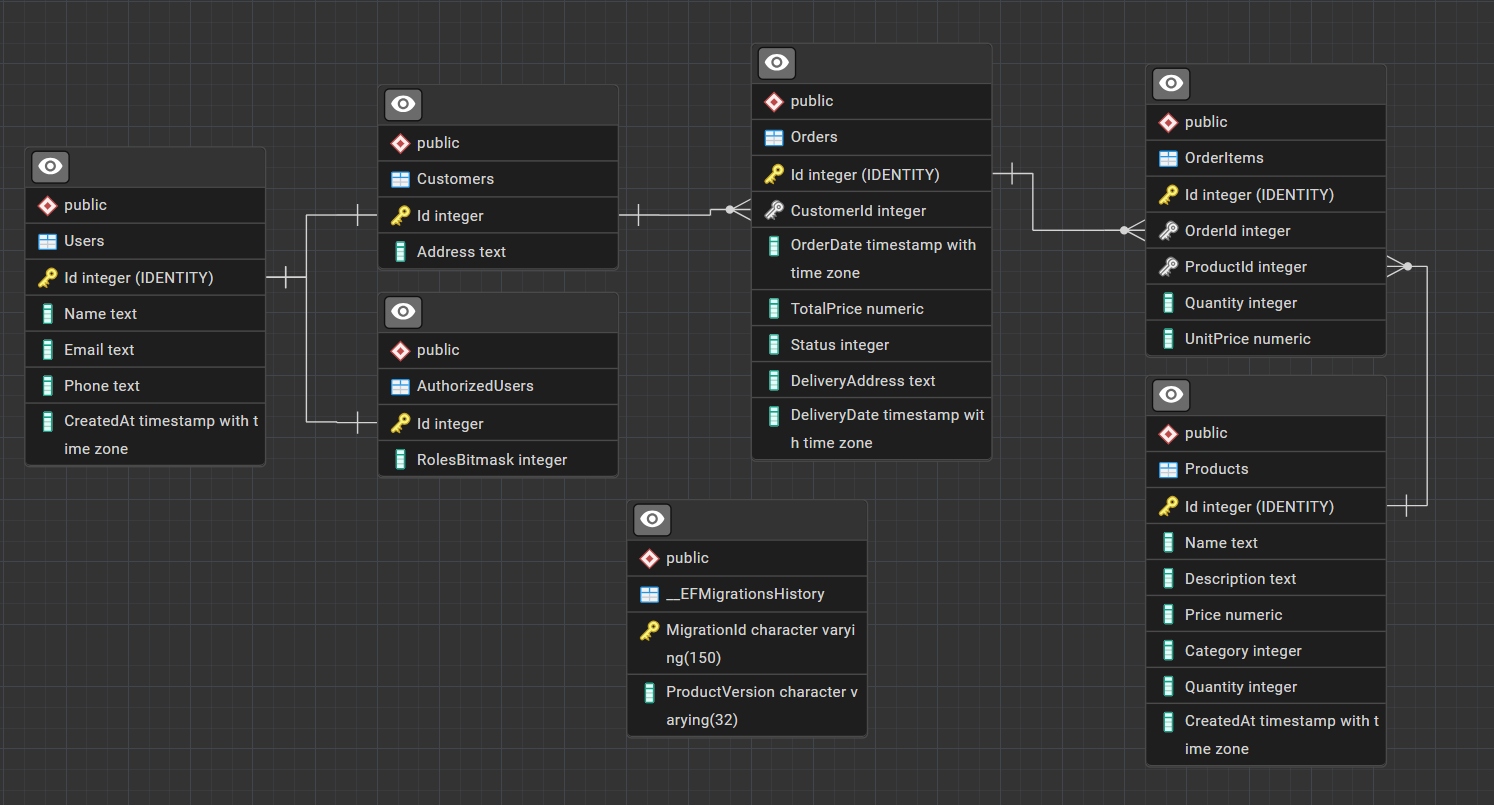 public
Users
Id integer (IDENTITY)
Name text
Email text
Phone text
CreatedAt timestamp with t
ime zone
public
Customers
Id integer
Address text
public
AuthorizedUsers
Id integer
RolesBitmask integer
public
Orders
Id integer (IDENTITY)
CustomerId integer
OrderDate timestamp with
time zone
TotalPrice numeric
Status integer
DeliveryAddress text
DeliveryDate timestamp wit
h time zone
public
__EFMigrationsHistory
MigrationId character varyi
ng(150)
ProductVersion character v
arying(32)
public
OrderItems
Id integer (IDENTITY)
OrderId integer
ProductId integer
Quantity integer
UnitPrice numeric
public
Products
Id integer (IDENTITY)
Name text
Description text
Price numeric
Category integer
Quantity integer
CreatedAt timestamp with t
ime zone